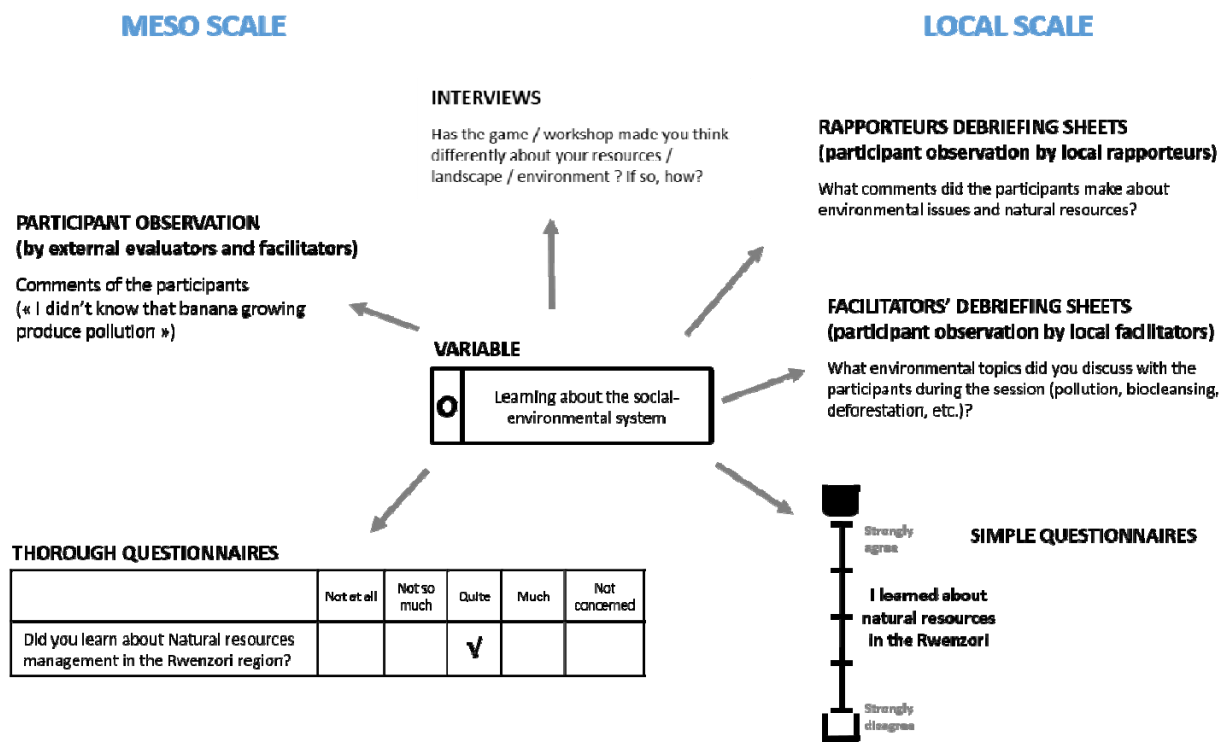 MESO SCALE
LOCAL SCALE
INTERVIEWS
Has the game / workshop made you think
differently about your resources /
landscape / environment ? If so, how?
RAPPORTEURS DEBRIEFING SHEETS
(participant observation by local rapporteurs)
What comments did the participants make about
environmental issues and natural resources?
PARTICIPANT OBSERVATION
(by external evaluators and facilitators)
Comments of the participants
(« I didn't know that banana growing
produce pollution »)
FACILITATORS' DEBRIEFING SHEETS
(participant observation by local facilitators)
What environmental topics did you discuss with the
participants during the session (pollution, biocleansing,
deforestation, etc.)?
VARIABLE
O
Learning about the social-
environmental system
THOROUGH QUESTIONNAIRES
Not at all
Not so
much
Quite
Much
Not
concerned
Did you learn about Natural resources
management in the Rwenzori region?
√
SIMPLE QUESTIONNAIRES
Strongly
agree
I learned about
natural resources
in the Rwenzori
Strongly
disagree